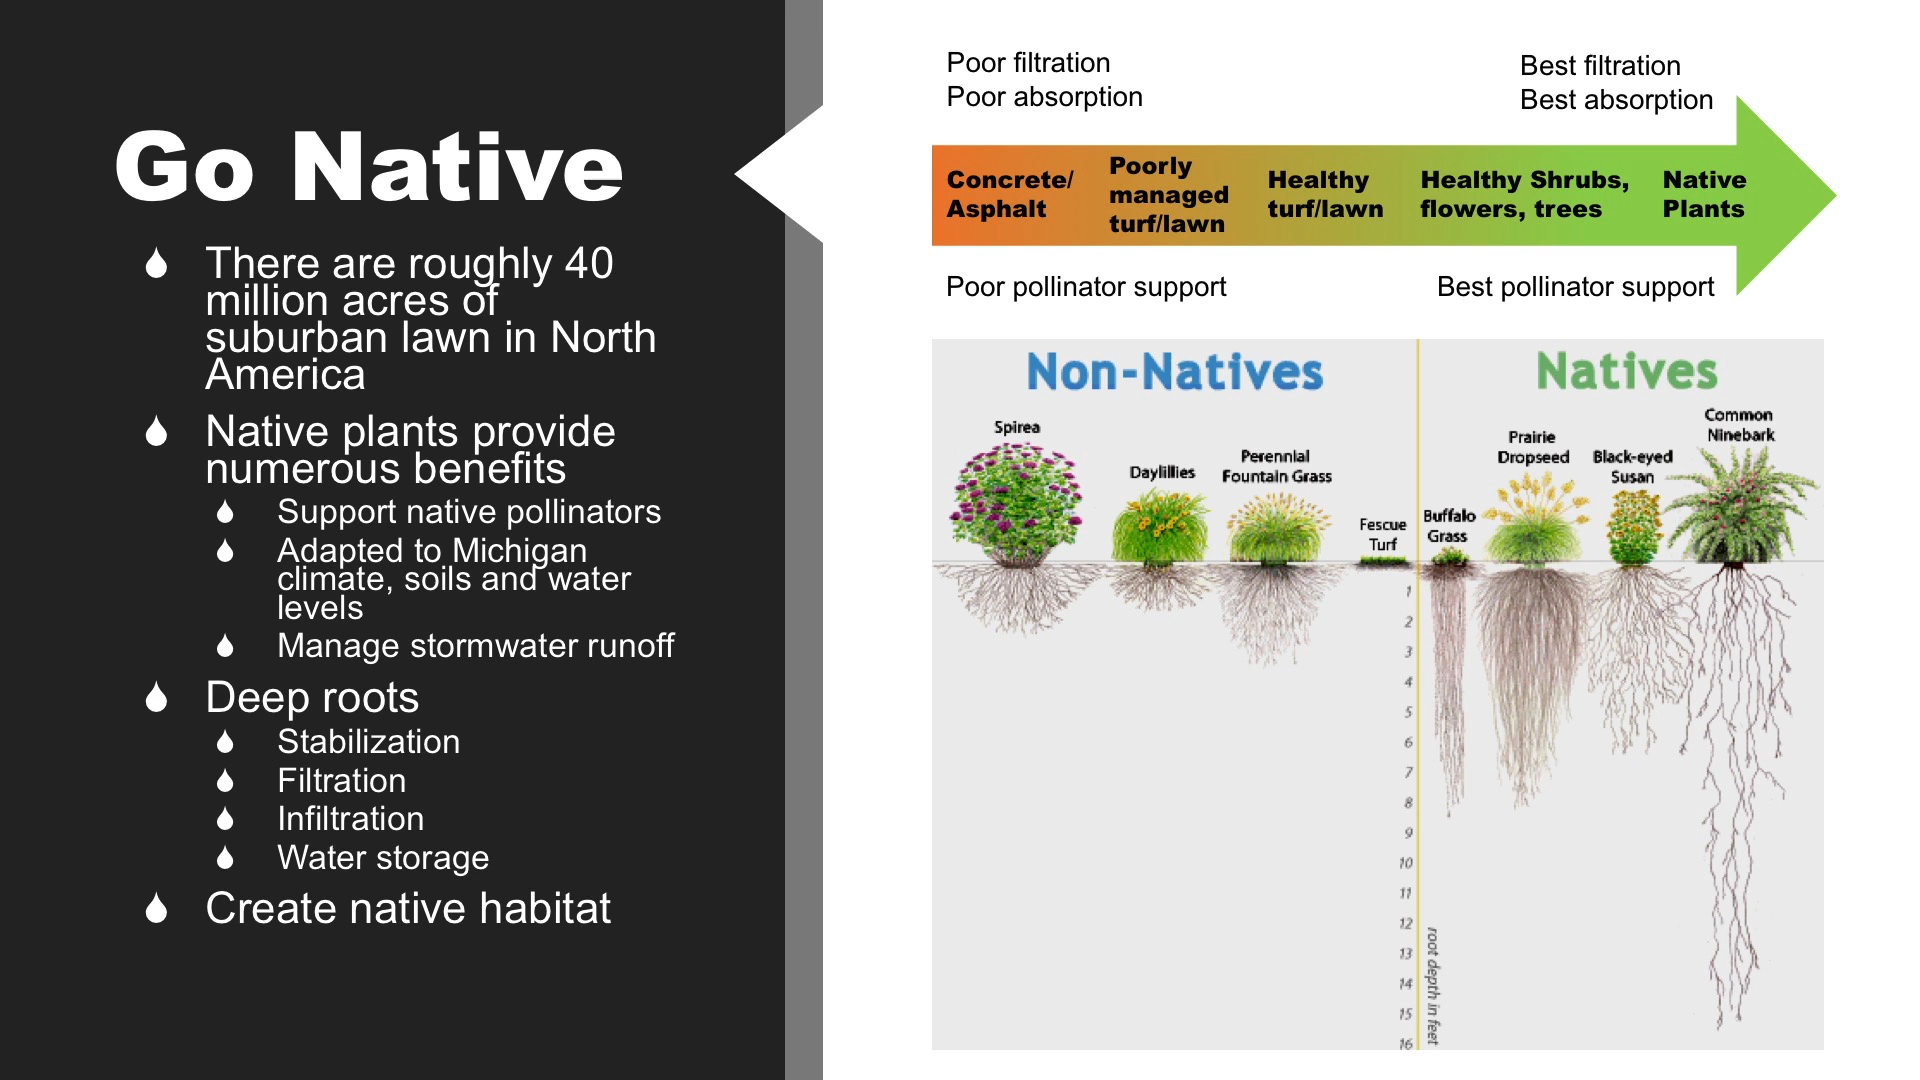 Go Native
There are roughly 40
million acres of
suburban lawn in North
America
Native plants provide
numerous benefits
Support native pollinators
Adapted to Michigan
climate, soils and water
levels
Manage stormwater runoff
Deep roots
Stabilization
Filtration
Infiltration
Water storage
Create native habitat
Poor filtration
Poor absorption
Best filtration
Best absorption
Concrete/
Asphalt
Poorly
managed
turf/lawn
Healthy
turf/lawn
Healthy Shrubs,
flowers, trees
Native
Plants
Poor pollinator support
Best pollinator support
Non-Natives
Natives
Spirea
Daylillies
Perennial
Fountain Grass
Fescue
Turf
Buffalo
Grass
Prairie
Dropseed
Black-eyed
Susan
Common
Ninebark
1
2
3
4
5
6
7
8
9
10
11
12
13
14
15
16
root depth in feet